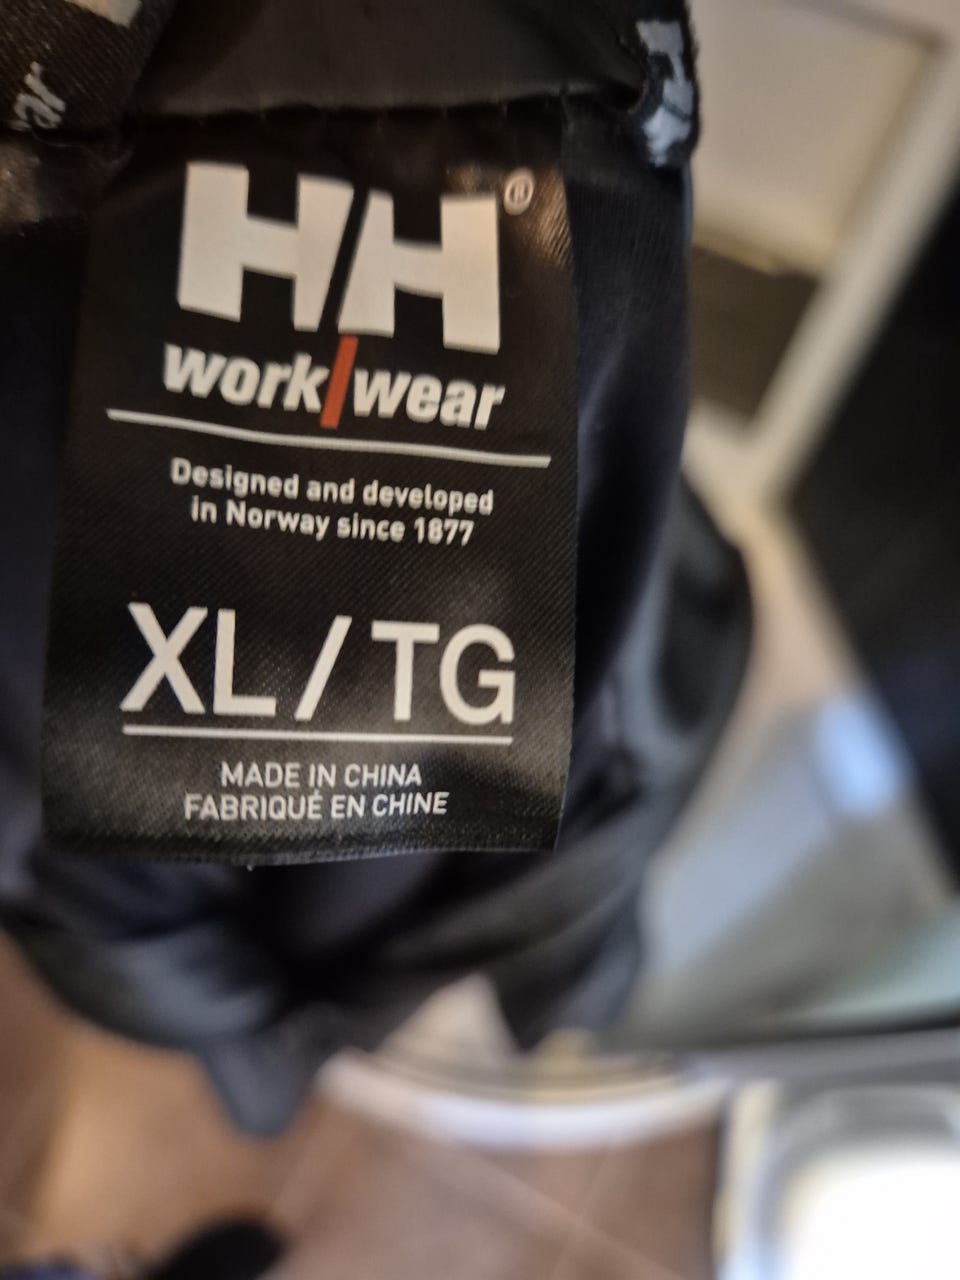 HH®
work/wear
Designed and developed
in Norway since 1877
XL/TG
MADE IN CHINA
FABRIQUÉ EN CHINE